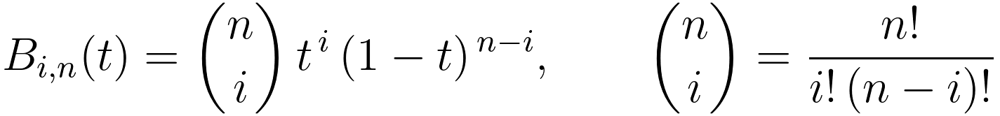 $B_{i,n}(t) = \binom{n}{i} t^{i} (1-t)^{n-i}, \qquad \binom{n}{i} = \frac{n!}{i!\,(n-i)!}$